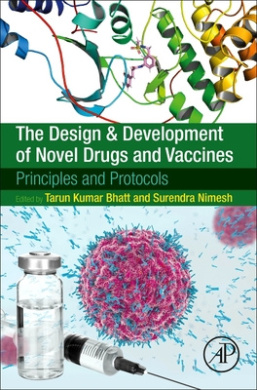 The Design & Development
of Novel Drugs and Vaccines
Principles and Protocols
Edited by Tarun Kumar Bhatt and Surendra Nimesh
AP